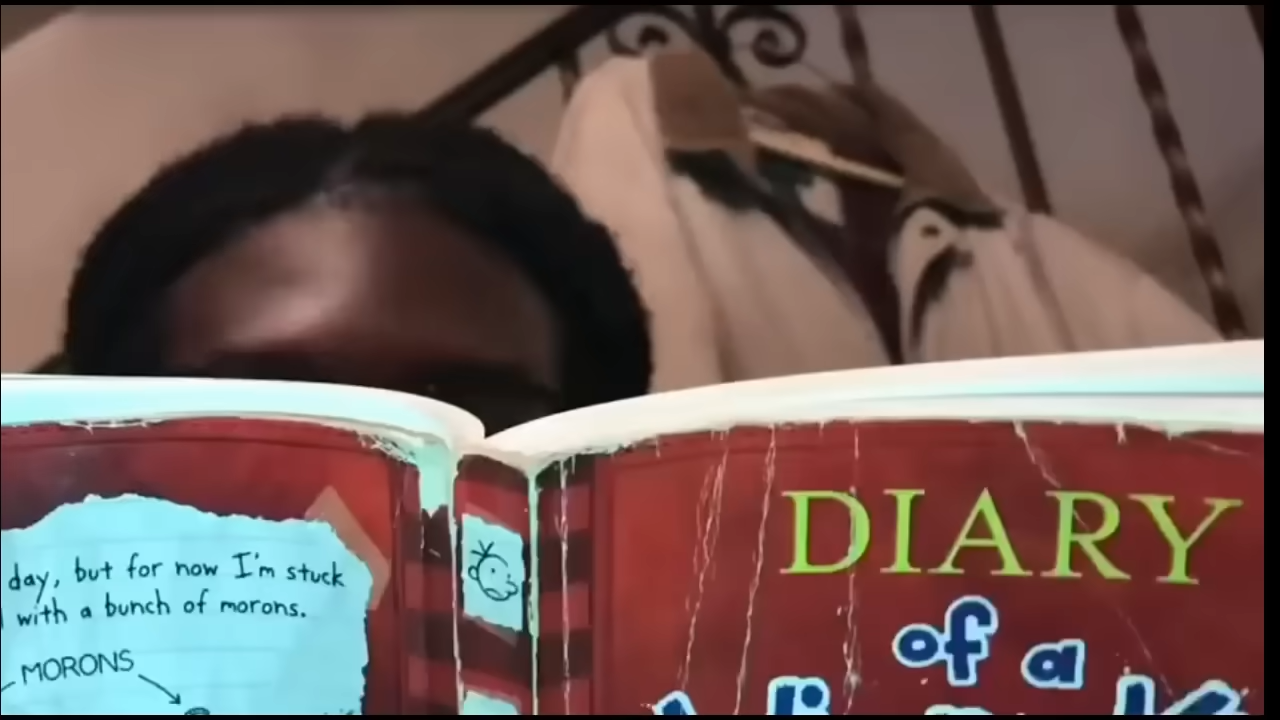 day, but for now I'm stuck
with a bunch of morons.
MORONS
DIARY
of a